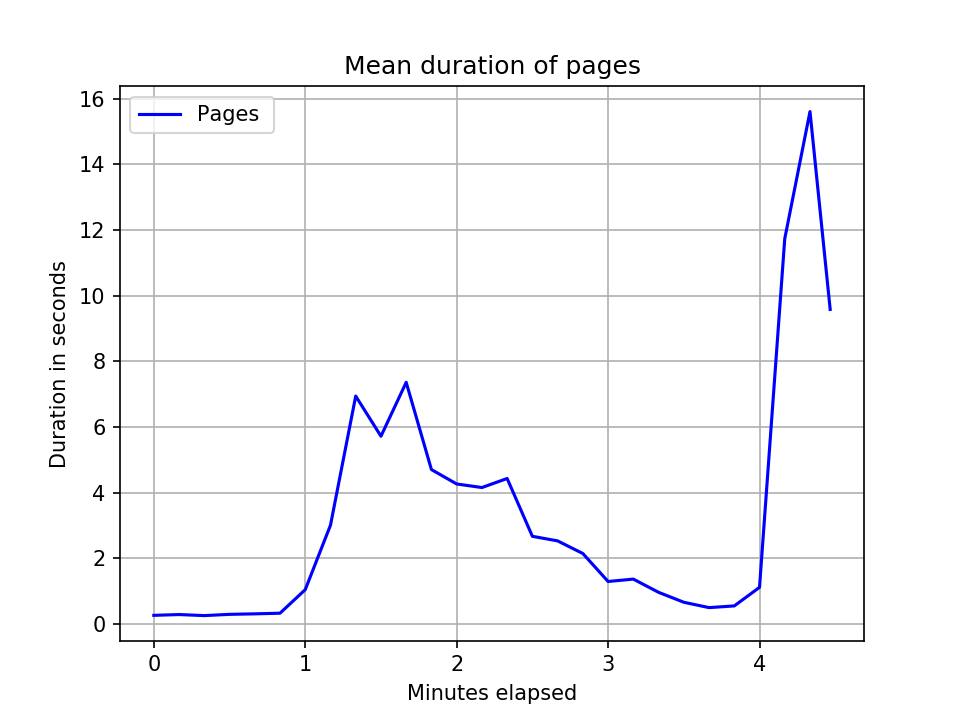 Mean duration of pages
Pages
Duration in seconds
16
14
12
10
8
6
4
2
0
0 1 2 3 4
Minutes elapsed